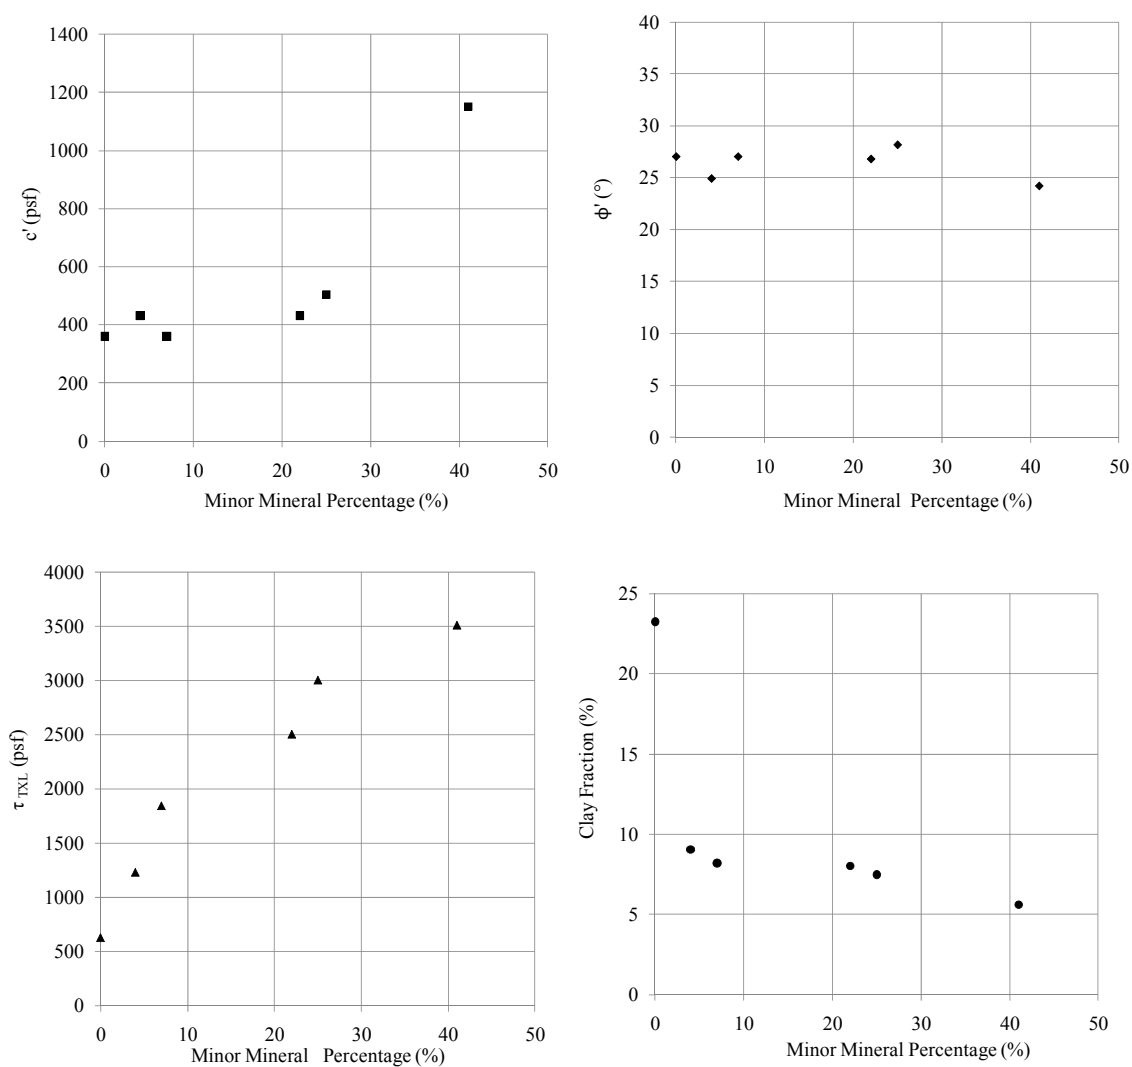 1400
1200
1000
800
600
400
200
0
c' (psf)
0 10 20 30 40 50
Minor Mineral Percentage (%)
40
35
30
25
20
15
10
5
0
ϕ' (°)
0 10 20 30 40 50
Minor Mineral Percentage (%)
4000
3500
3000
2500
2000
1500
1000
500
0
τ TXL (psf)
0 10 20 30 40 50
Minor Mineral Percentage (%)
25
20
15
10
5
0
Clay Fraction (%)
0 10 20 30 40 50
Minor Mineral Percentage (%)